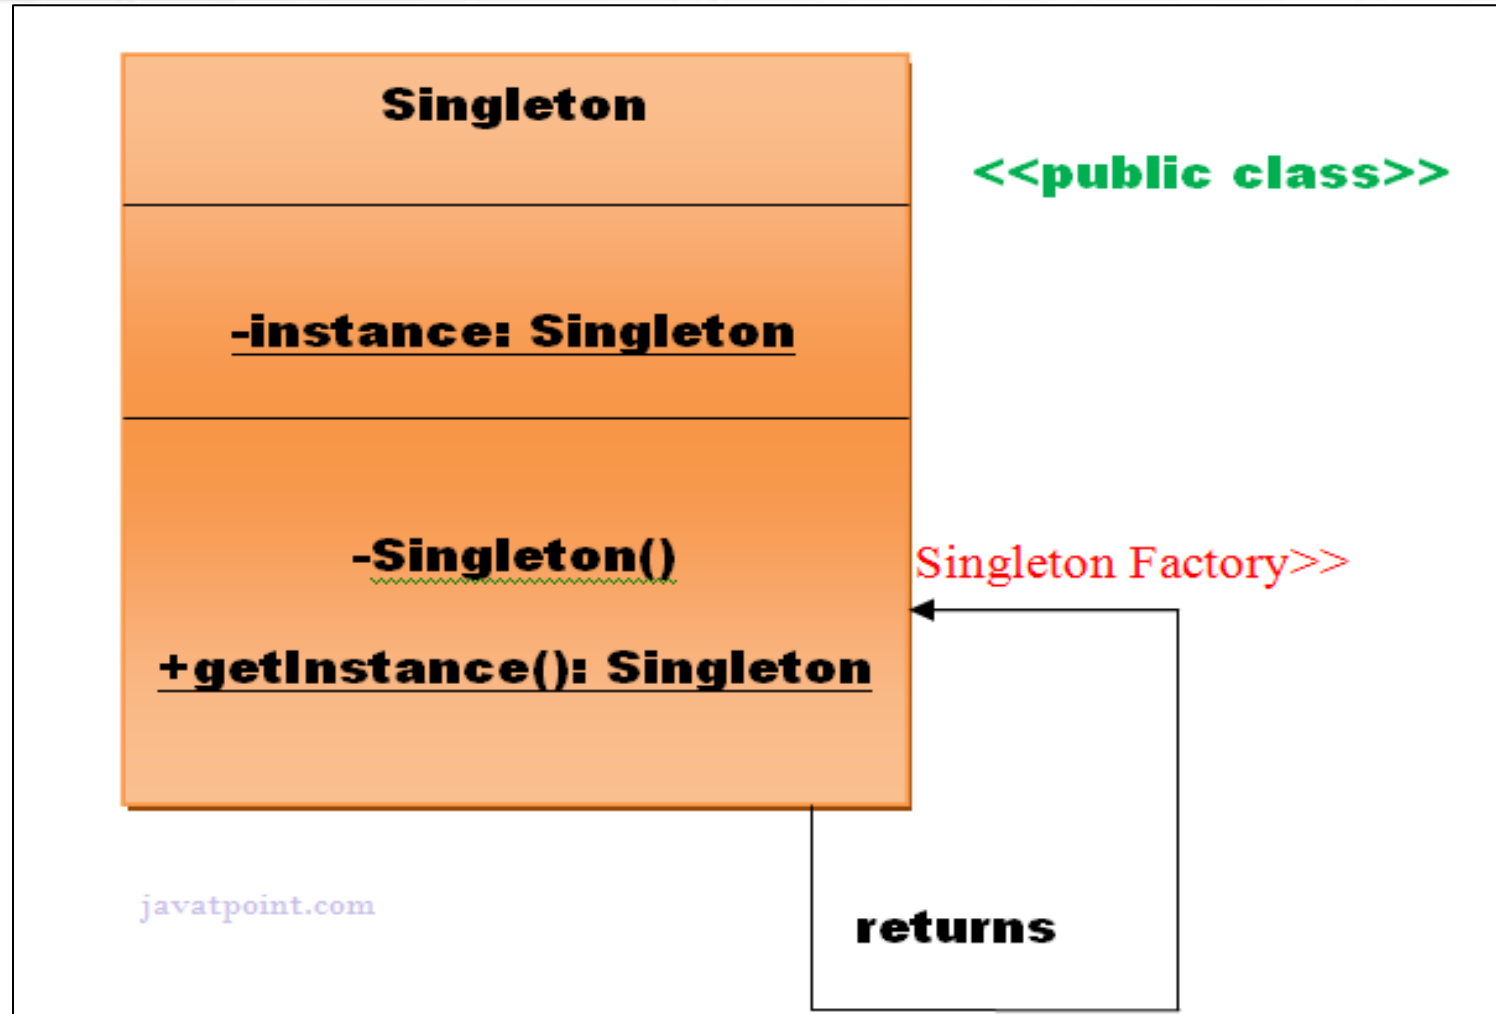 Singleton
<<public class>>
-instance: Singleton
-Singleton()
Singleton Factory>>
+getInstance(): Singleton
javatpoint.com
returns